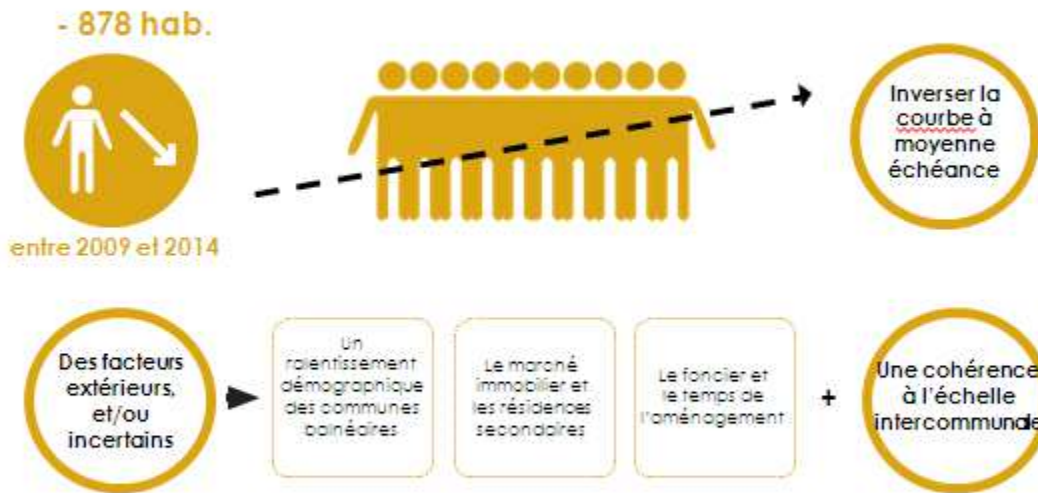 - 878 hab.
entre 2009 et 2014
Inverser la
courbe à
moyenne
échéance
Des facteurs
extérieurs,
et/ou
incertains
Un
ralentissement
démographique
des communes
balnéaires
Le marché
immobilier et
les résidences
secondaires
Le foncier et
le temps de
l'aménagement
+
Une cohérence
à l'échelle
intercommunale